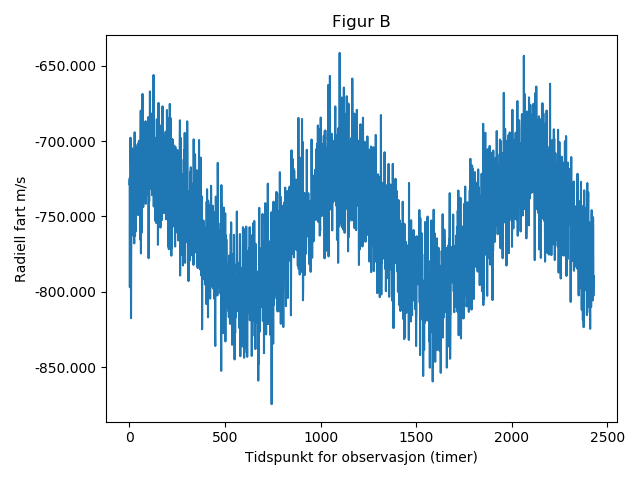 Figur B
-650.000
-700.000
-750.000
-800.000
-850.000
Radiell fart m/s
0 500 1000 1500 2000 2500
Tidspunkt for observasjon (timer)